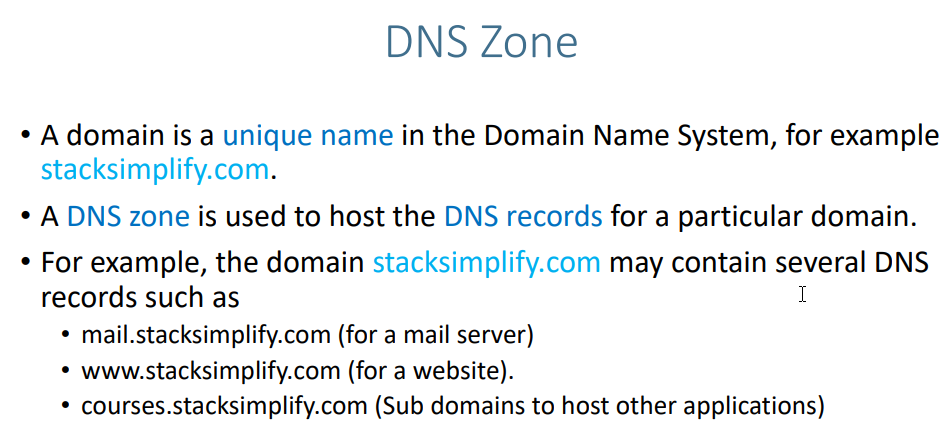 DNS Zone
• A domain is a unique name in the Domain Name System, for example
stacksimplify.com.
• A DNS zone is used to host the DNS records for a particular domain.
• For example, the domain stacksimplify.com may contain several DNS
records such as
• mail.stacksimplify.com (for a mail server)
• www.stacksimplify.com (for a website).
• courses.stacksimplify.com (Sub domains to host other applications)